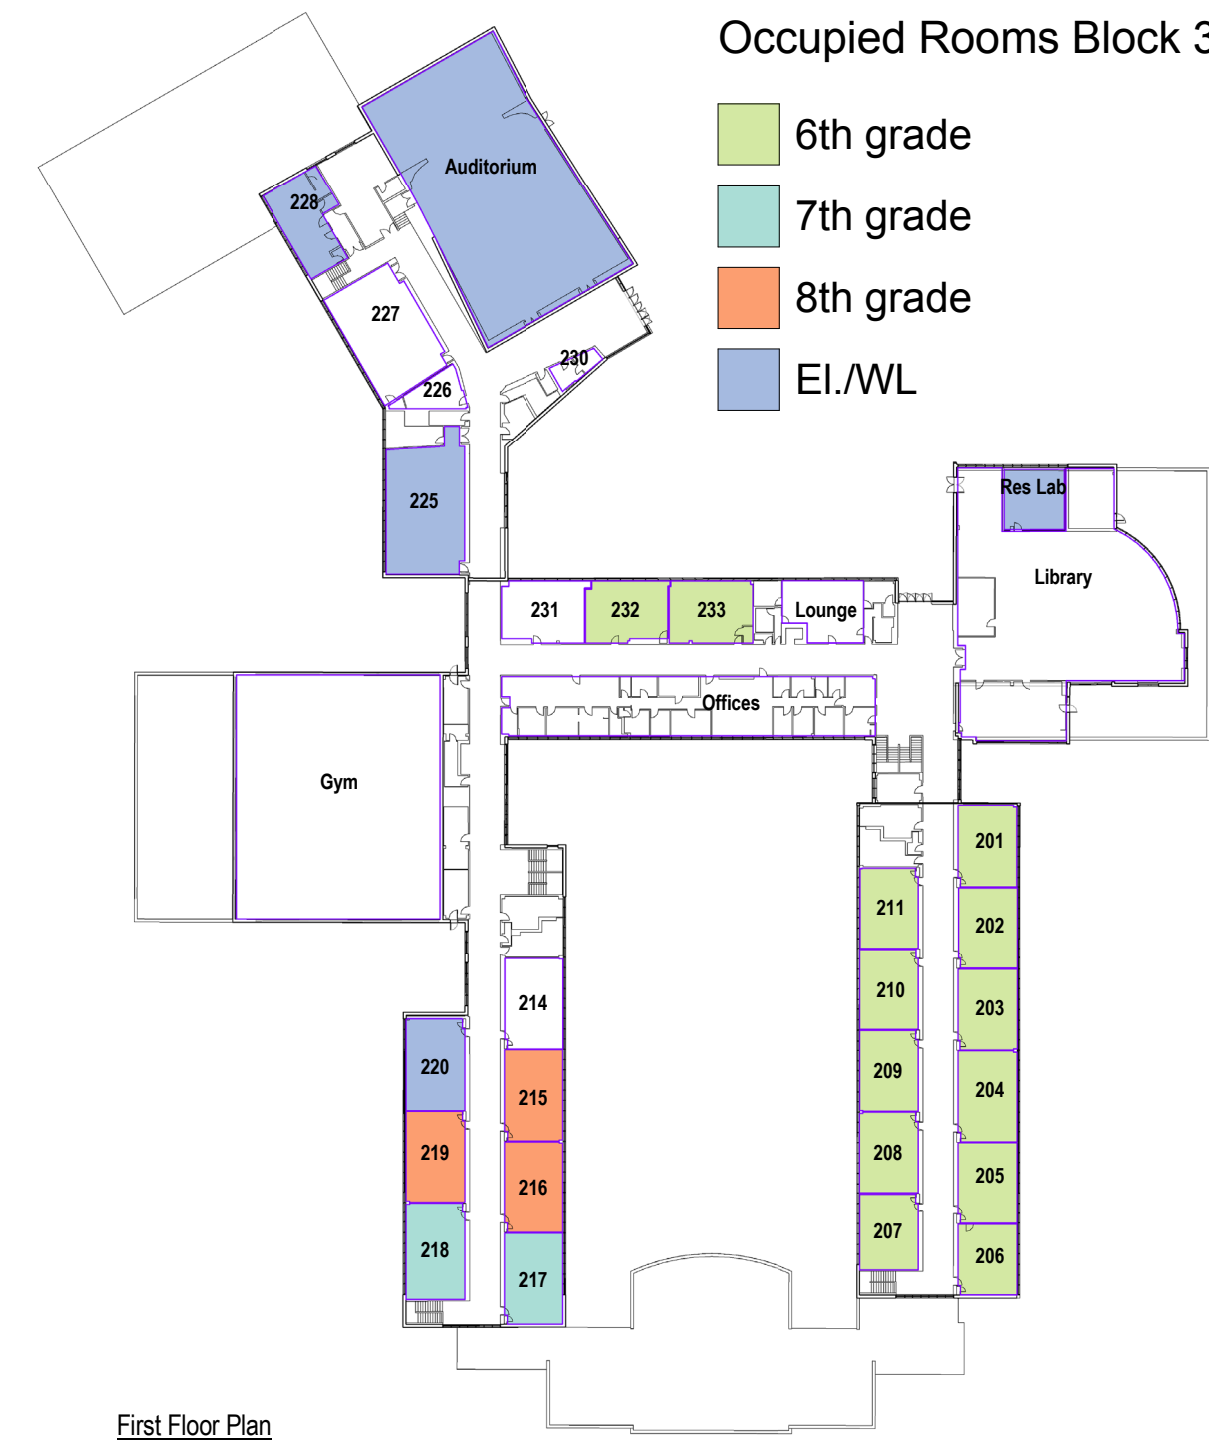 Occupied Rooms Block 3
6th grade
7th grade
8th grade
El./WL
Auditorium
228
227
230
226
225
Res Lab
Library
231
232
233
Lounge
Offices
Gym
201
211
202
210
203
214
209
220
204
215
208
219
205
216
207
218
206
217
First Floor Plan